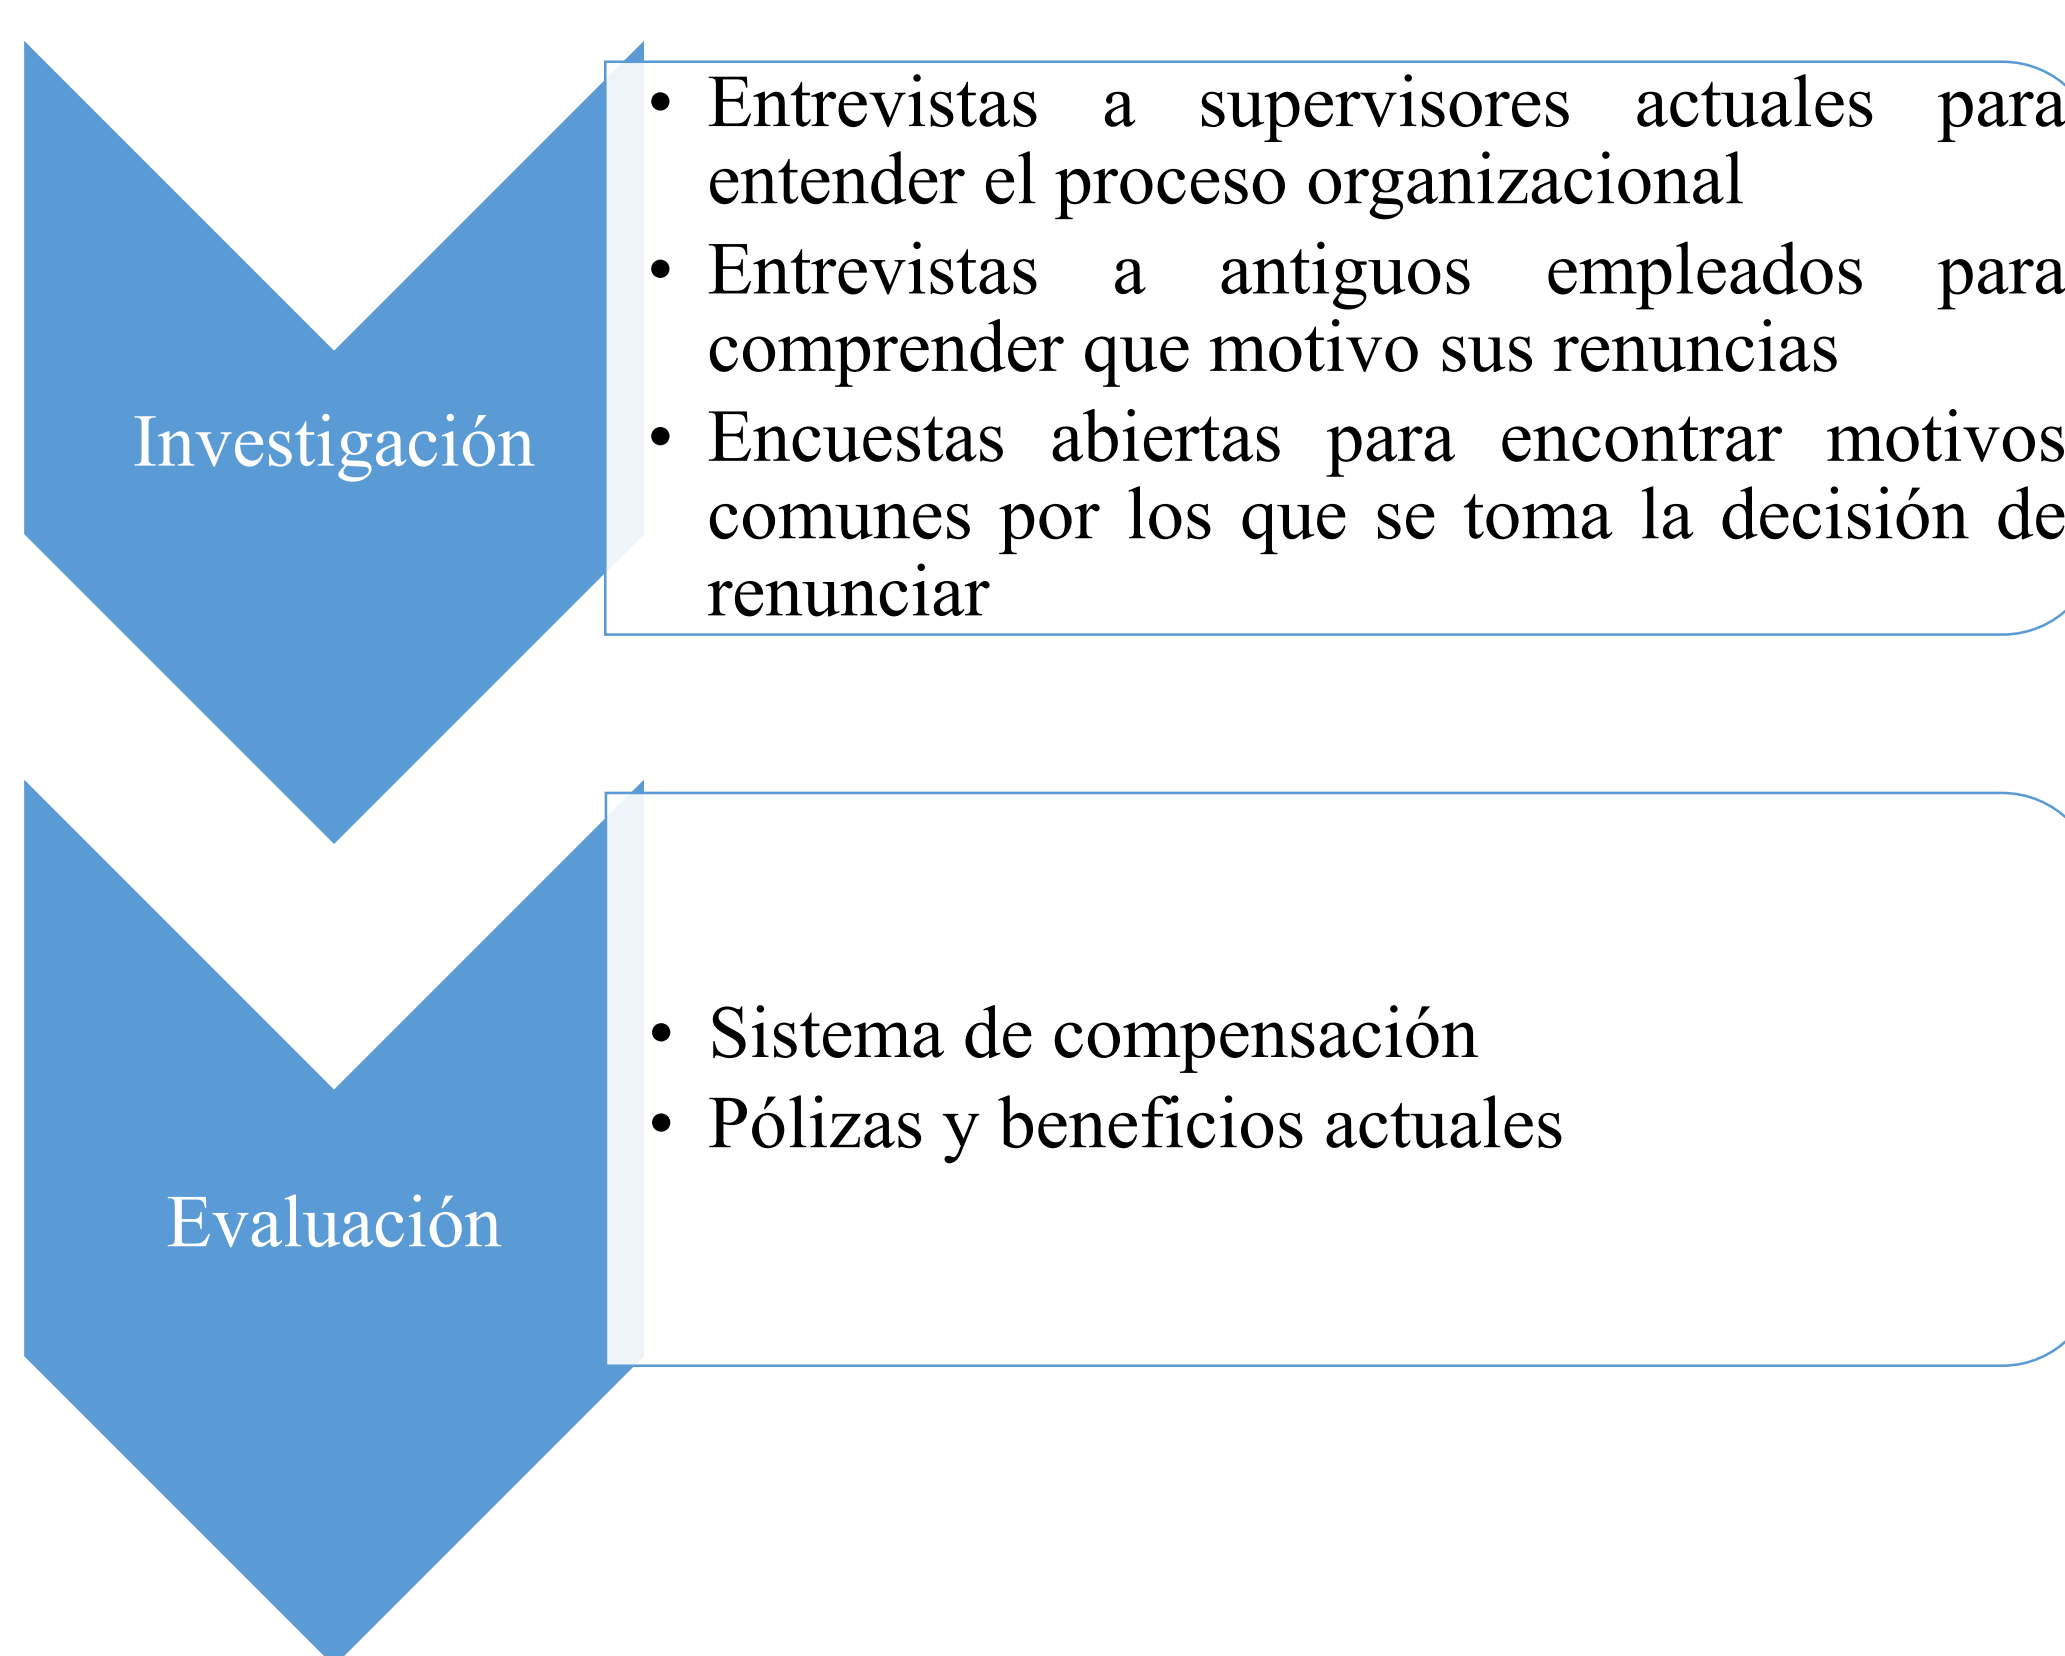 Investigación
• Entrevistas a supervisores actuales para
entender el proceso organizacional
• Entrevistas a antiguos empleados para
comprender que motivo sus renuncias
• Encuestas abiertas para encontrar motivos
comunes por los que se toma la decisión de
renunciar
Evaluación
• Sistema de compensación
• Pólizas y beneficios actuales